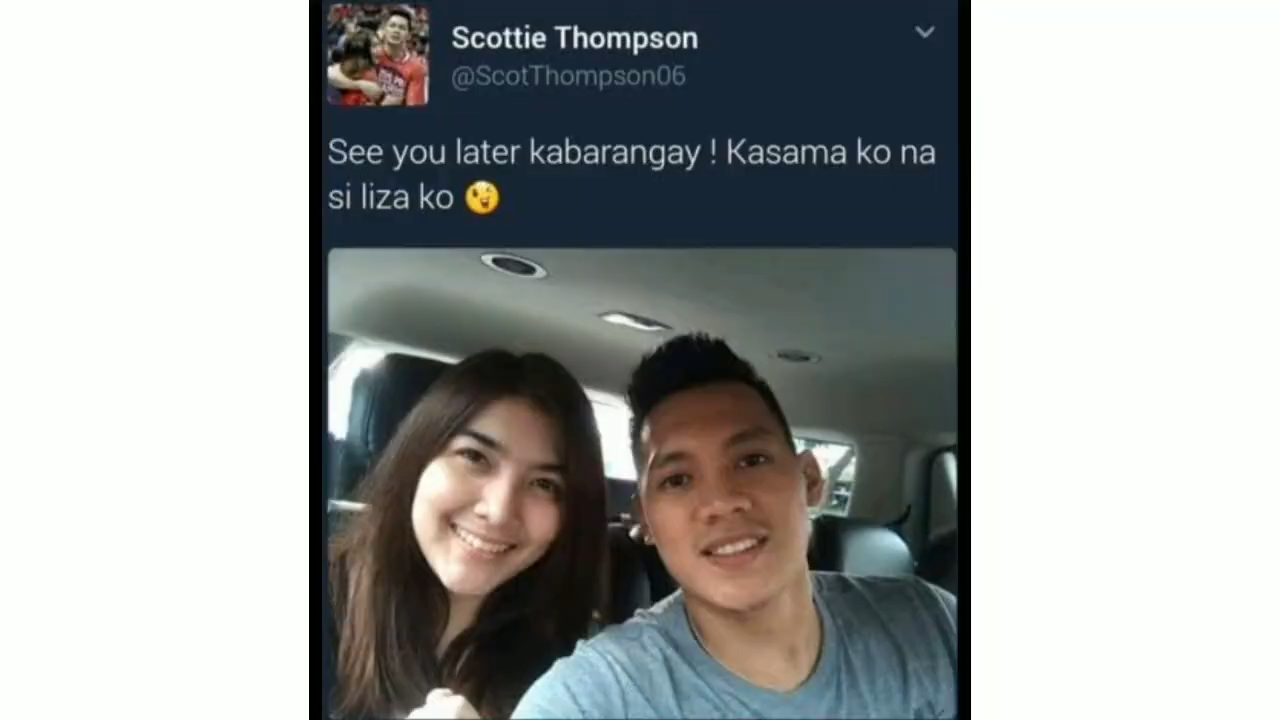 Scottie Thompson
@ScotThompson06
See you later kabarangay ! Kasama ko na
si liza ko 😜